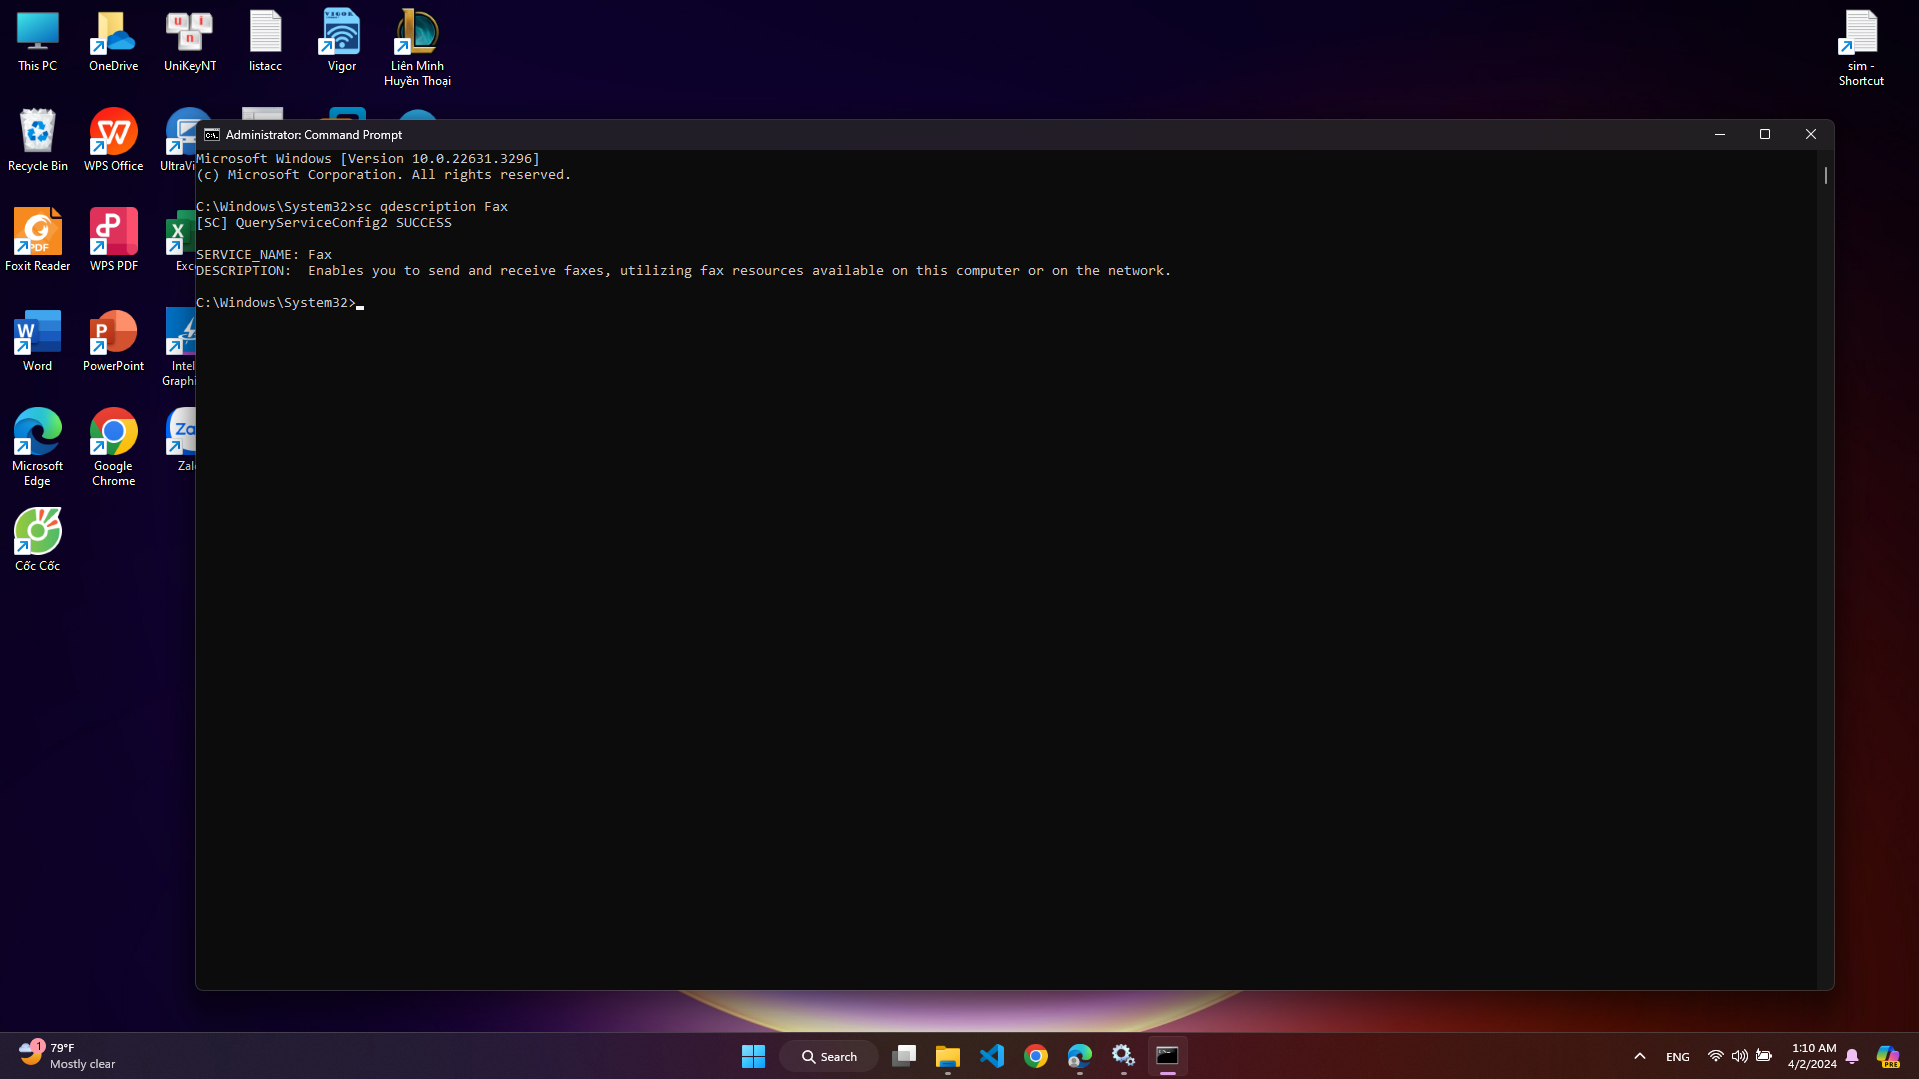 This PC
OneDrive
UniKeyNT
listacc
Vigor
Liên Minh
Huyền Thoại
sim -
Shortcut
Recycle Bin
WPS Office
UltraVi
Foxit Reader
WPS PDF
Exc
Word
PowerPoint
Intel
Graphi
Microsoft
Edge
Google
Chrome
Zal
Cốc Cốc
Administrator: Command Prompt
Microsoft Windows [Version 10.0.22631.3296]
(c) Microsoft Corporation. All rights reserved.
C:\Windows\System32>sc qdescription Fax
[SC] QueryServiceConfig2 SUCCESS
SERVICE_NAME: Fax
DESCRIPTION:  Enables you to send and receive faxes, utilizing fax resources available on this computer or on the network.
C:\Windows\System32>
1
79°F
Mostly clear
Search
ENG
1:10 AM
4/2/2024
PRE